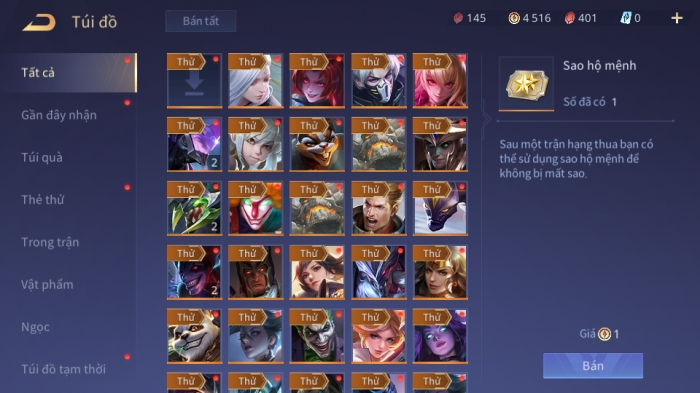 Túi đồ
Bán tất
145
4 516
401
0
Tất cả
Gần đây nhận
Túi quà
Thẻ thử
Trong trận
Vật phẩm
Ngọc
Túi đồ tạm thời
Thử Thử Thử Thử Thử
Thử Thử Thử Thử Thử
2
Thử Thử Thử Thử Thử
2
Thử Thử Thử Thử Thử
2
Thử Thử Thử Thử Thử
Thử Thử Thử Thử Thử
Sao hộ mệnh
Số đã có 1
Sau một trận hạng thua bạn có
thể sử dụng sao hộ mệnh để
không bị mất sao.
Giá 1
Bán